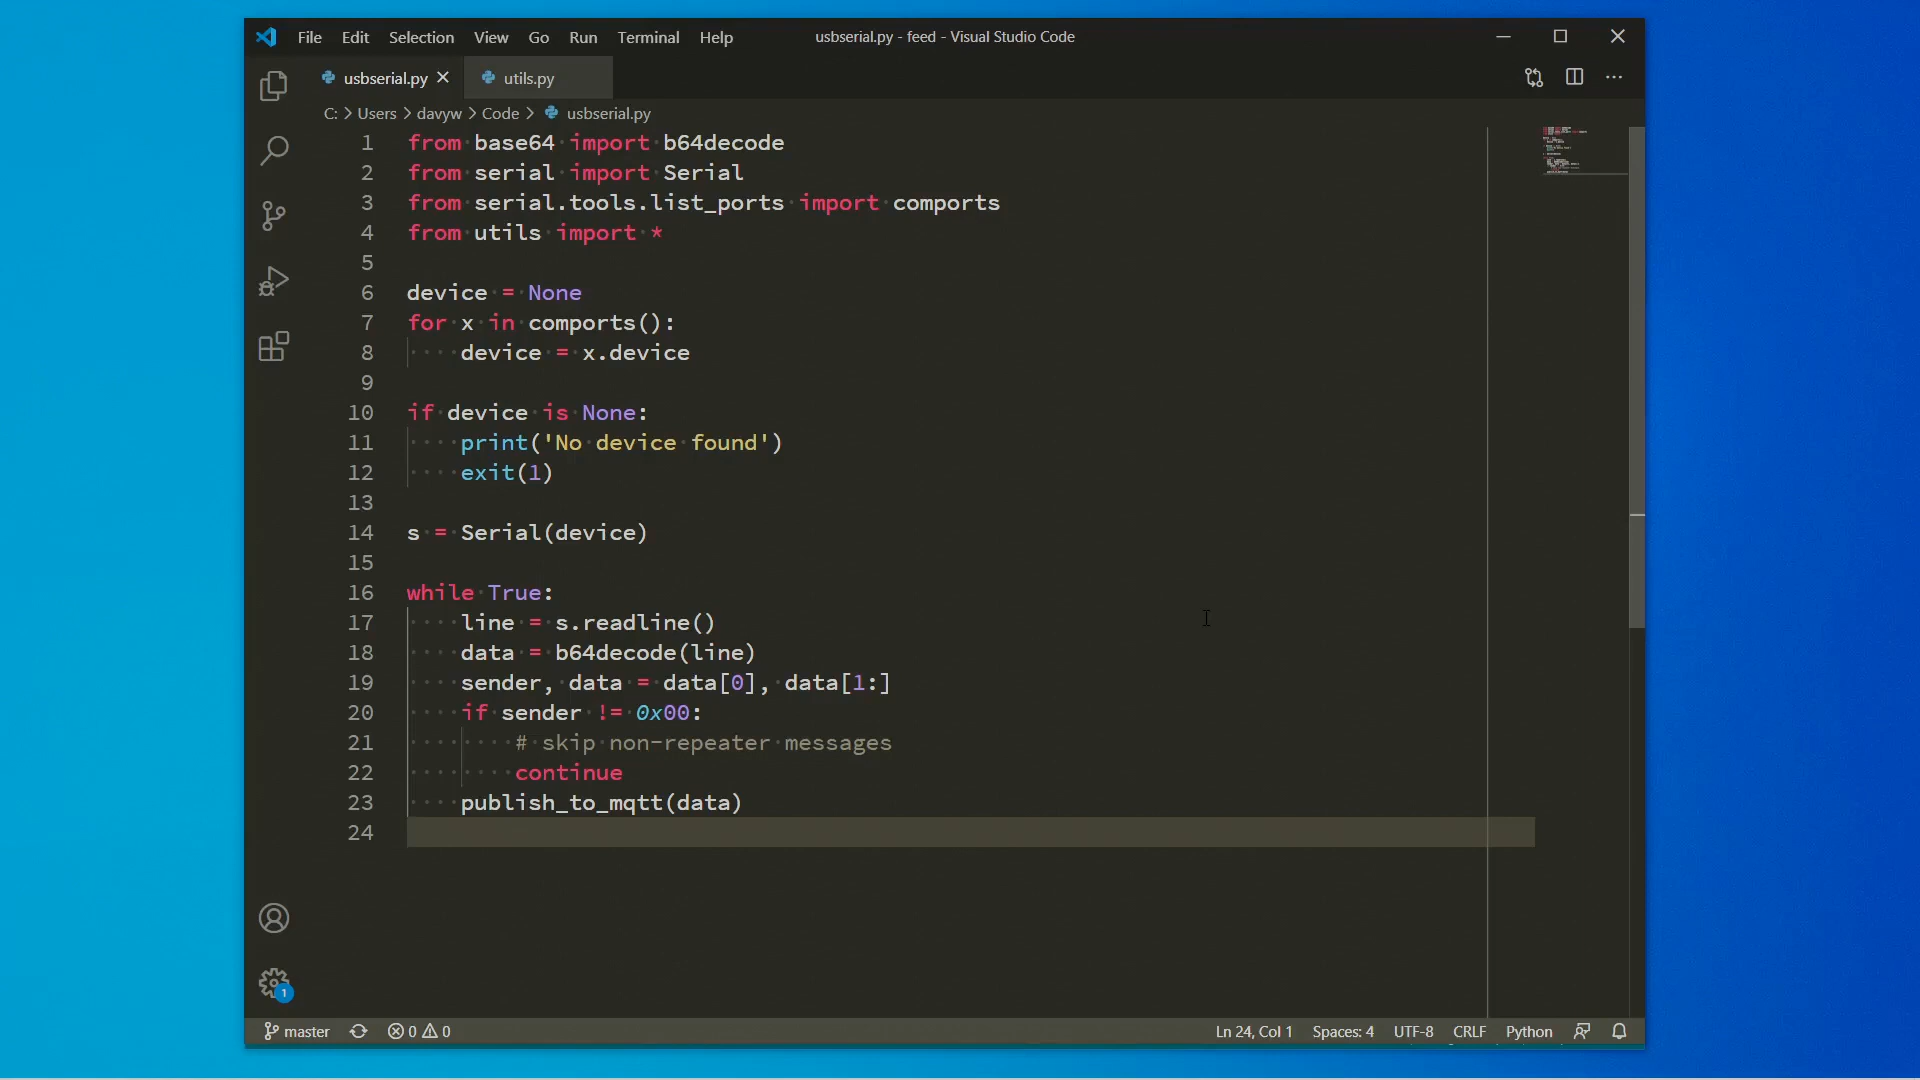 File Edit Selection View Go Run Terminal Help usbserial.py - feed - Visual Studio Code
usbserial.py utils.py
C: > Users > davyw > Code > usbserial.py
1 from base64 import b64decode
2 from serial import Serial
3 from serial.tools.list_ports import comports
4 from utils import *
5
6 device = None
7 for x in comports():
8 device = x.device
9
10 if device is None:
11 print('No device found')
12 exit(1)
13
14 s = Serial(device)
15
16 while True:
17 line = s.readline()
18 data = b64decode(line)
19 sender, data = data[0], data[1:]
20 if sender != 0x00:
21 # skip non-repeater messages
22 continue
23 publish_to_mqtt(data)
24
1
master 0 0 Ln 24, Col 1 Spaces: 4 UTF-8 CRLF Python